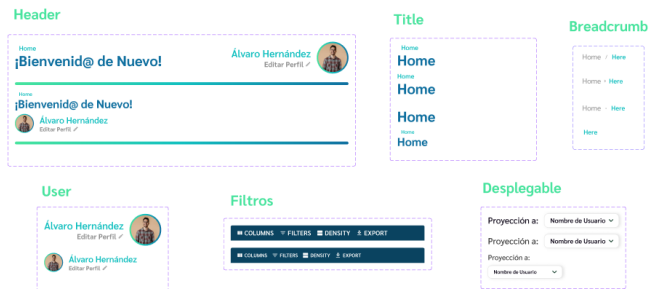 Header
Home
¡Bienvenid@ de Nuevo!
Álvaro Hernández
Editar Perfil
Home
¡Bienvenid@ de Nuevo!
Álvaro Hernández
Editar Perfil
Title
Home
Home
Home
Home
Home
Home
Home
Breadcrumb
Home / Here
Home • Here
Home • Here
Here
User
Álvaro Hernández
Editar Perfil
Álvaro Hernández
Editar Perfil
Filtros
COLUMNS FILTERS DENSITY EXPORT
COLUMNS FILTERS DENSITY EXPORT
Desplegable
Proyección a: Nombre de Usuario
Proyección a: Nombre de Usuario
Proyección a:
Nombre de Usuario